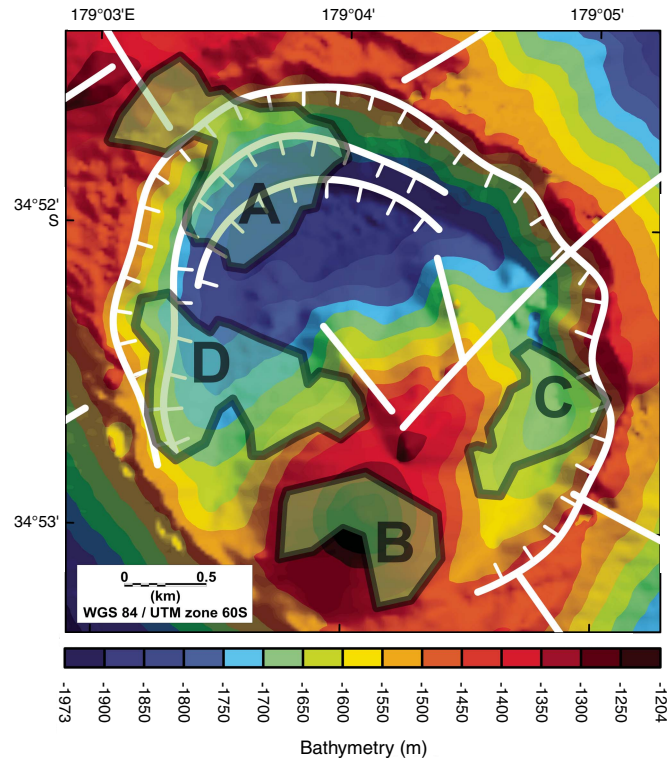 179°03'E 179°04' 179°05'
34°52'
S
34°53'
A
D
C
B
0 0.5
(km)
WGS 84 / UTM zone 60S
-1973 -1900 -1850 -1800 -1750 -1700 -1650 -1600 -1550 -1500 -1450 -1400 -1350 -1300 -1250 -1204
Bathymetry (m)